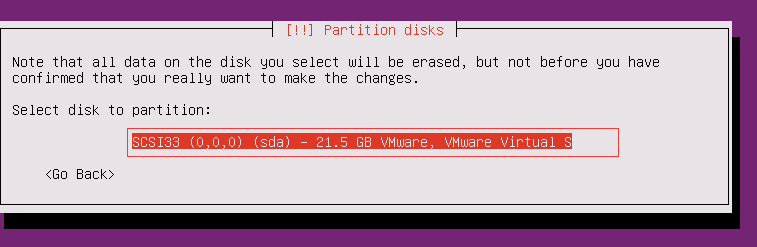 [!!] Partition disks
Note that all data on the disk you select will be erased, but not before you have
confirmed that you really want to make the changes.
Select disk to partition:
SCSI33 (0,0,0) (sda) - 21.5 GB VMware, VMware Virtual S
<Go Back>